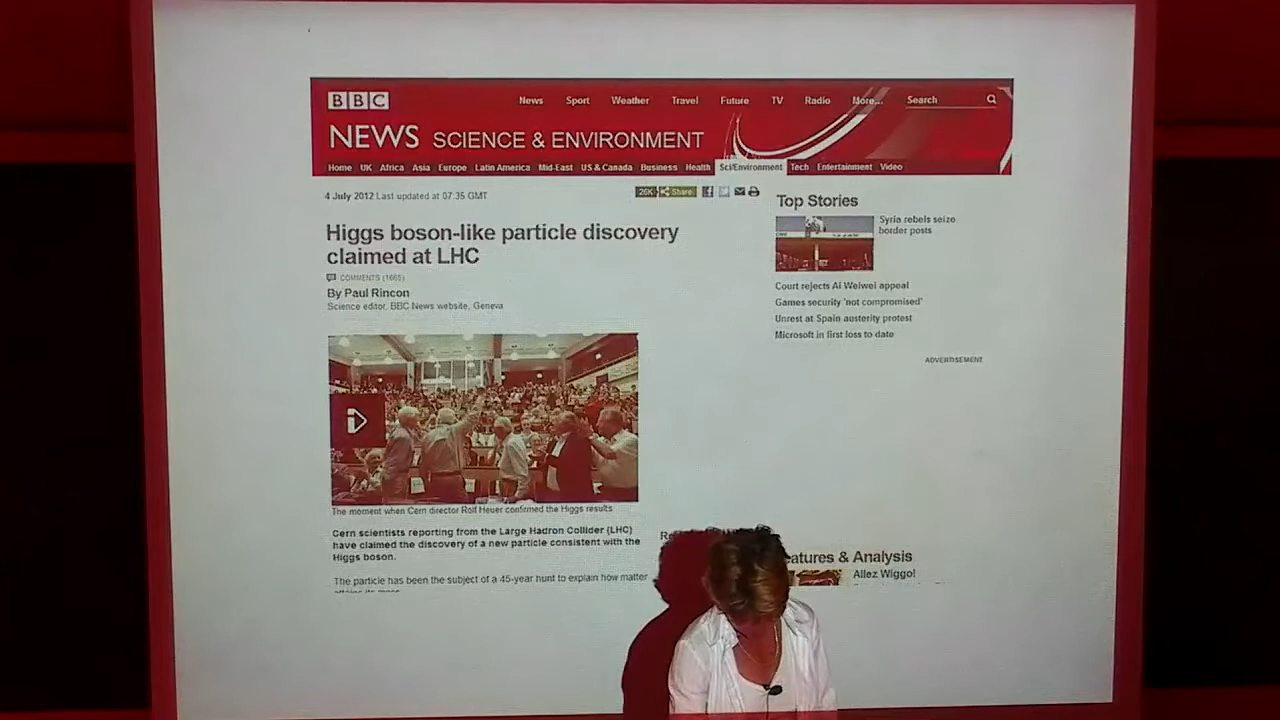 BBC
News Sport Weather Travel Future TV Radio More... Search
NEWS SCIENCE & ENVIRONMENT
Home UK Africa Asia Europe Latin America Mid-East US & Canada Business Health Sci/Environment Tech Entertainment Video
4 July 2012 Last updated at 07:35 GMT
26K Share
Higgs boson-like particle discovery
claimed at LHC
COMMENTS (1665)
By Paul Rincon
Science editor, BBC News website, Geneva
The moment when Cern director Rolf Heuer confirmed the Higgs results
Cern scientists reporting from the Large Hadron Collider (LHC)
have claimed the discovery of a new particle consistent with the
Higgs boson.
The particle has been the subject of a 45-year hunt to explain how matter
Top Stories
Syria rebels seize
border posts
Court rejects Ai Weiwei appeal
Games security 'not compromised'
Unrest at Spain austerity protest
Microsoft in first loss to date
ADVERTISEMENT
eatures & Analysis
Allez Wiggo!